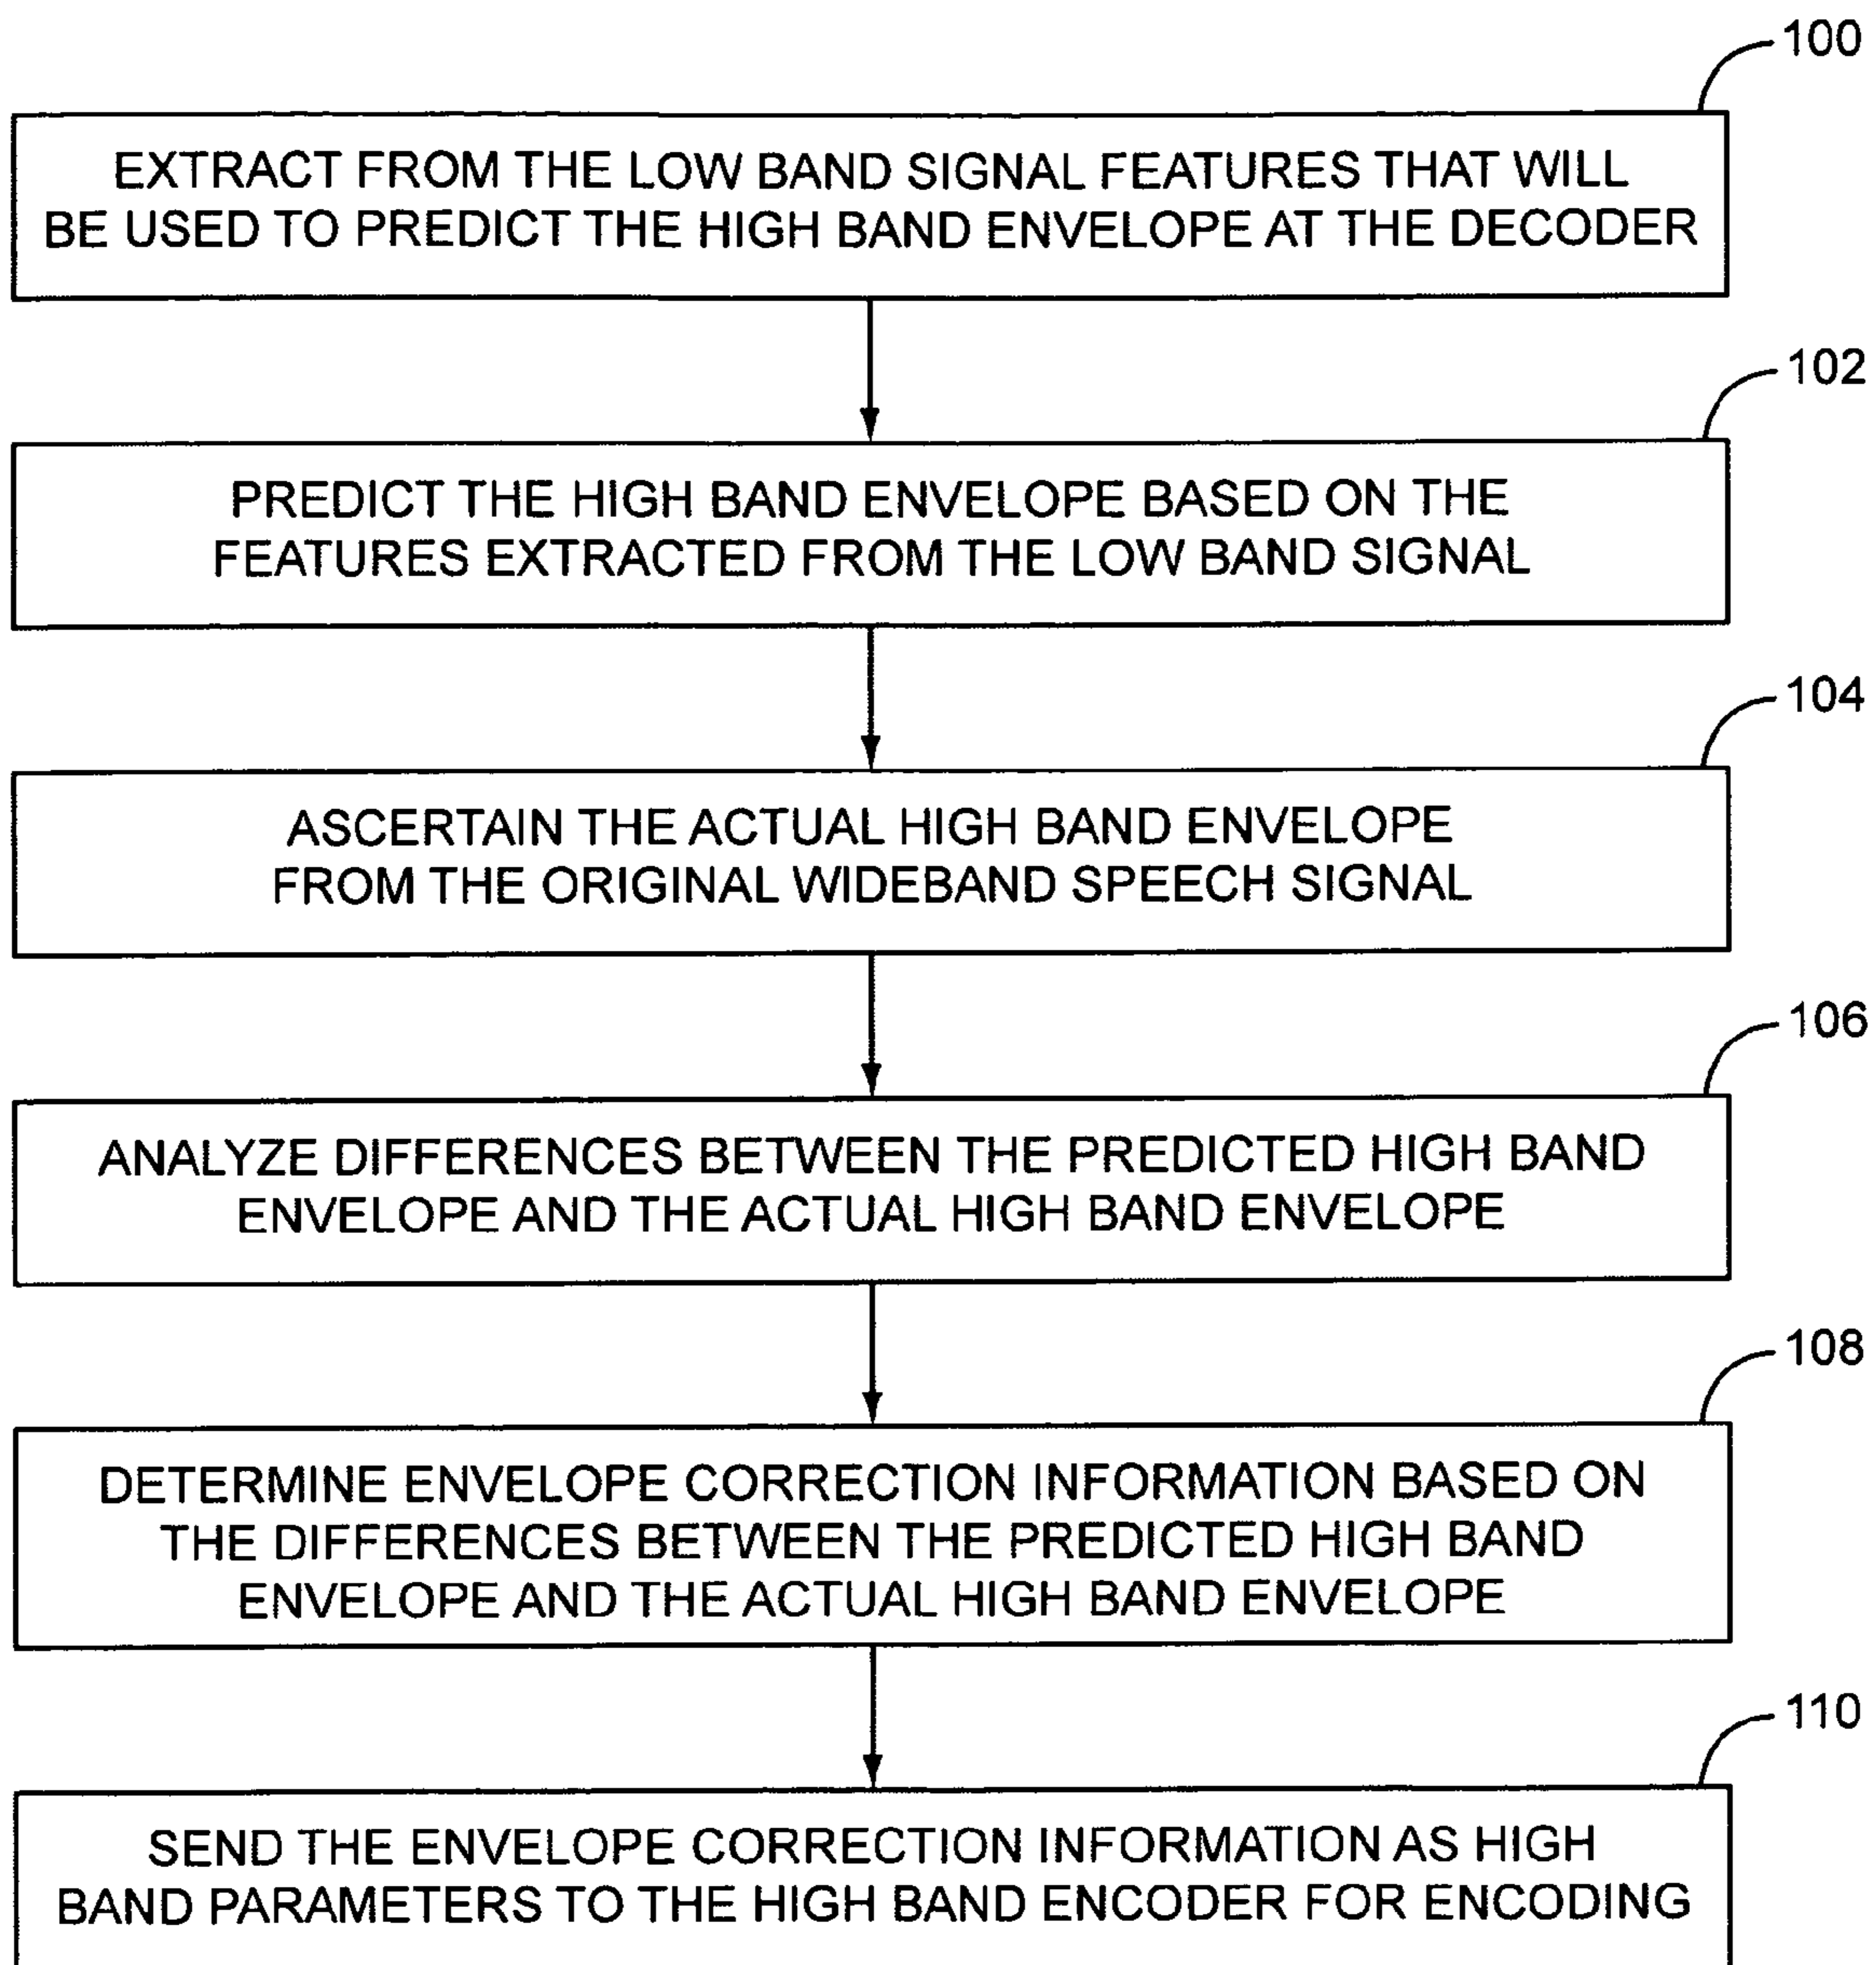 100
EXTRACT FROM THE LOW BAND SIGNAL FEATURES THAT WILL
BE USED TO PREDICT THE HIGH BAND ENVELOPE AT THE DECODER
102
PREDICT THE HIGH BAND ENVELOPE BASED ON THE
FEATURES EXTRACTED FROM THE LOW BAND SIGNAL
104
ASCERTAIN THE ACTUAL HIGH BAND ENVELOPE
FROM THE ORIGINAL WIDEBAND SPEECH SIGNAL
106
ANALYZE DIFFERENCES BETWEEN THE PREDICTED HIGH BAND
ENVELOPE AND THE ACTUAL HIGH BAND ENVELOPE
108
DETERMINE ENVELOPE CORRECTION INFORMATION BASED ON
THE DIFFERENCES BETWEEN THE PREDICTED HIGH BAND
ENVELOPE AND THE ACTUAL HIGH BAND ENVELOPE
110
SEND THE ENVELOPE CORRECTION INFORMATION AS HIGH
BAND PARAMETERS TO THE HIGH BAND ENCODER FOR ENCODING